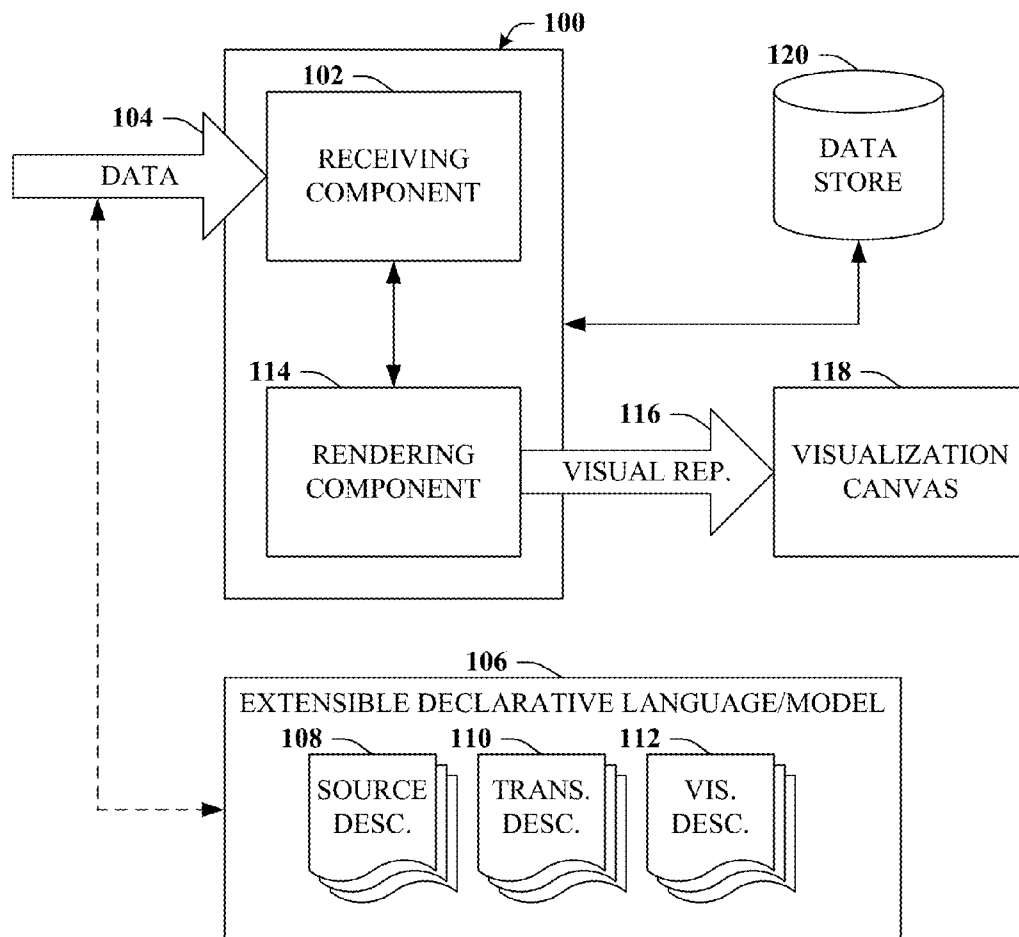 100
102
120
104
DATA
RECEIVING
COMPONENT
DATA
STORE
114
116
118
RENDERING
COMPONENT
VISUAL REP.
VISUALIZATION
CANVAS
106
EXTENSIBLE DECLARATIVE LANGUAGE/MODEL
108
110
112
SOURCE
DESC.
TRANS.
DESC.
VIS.
DESC.